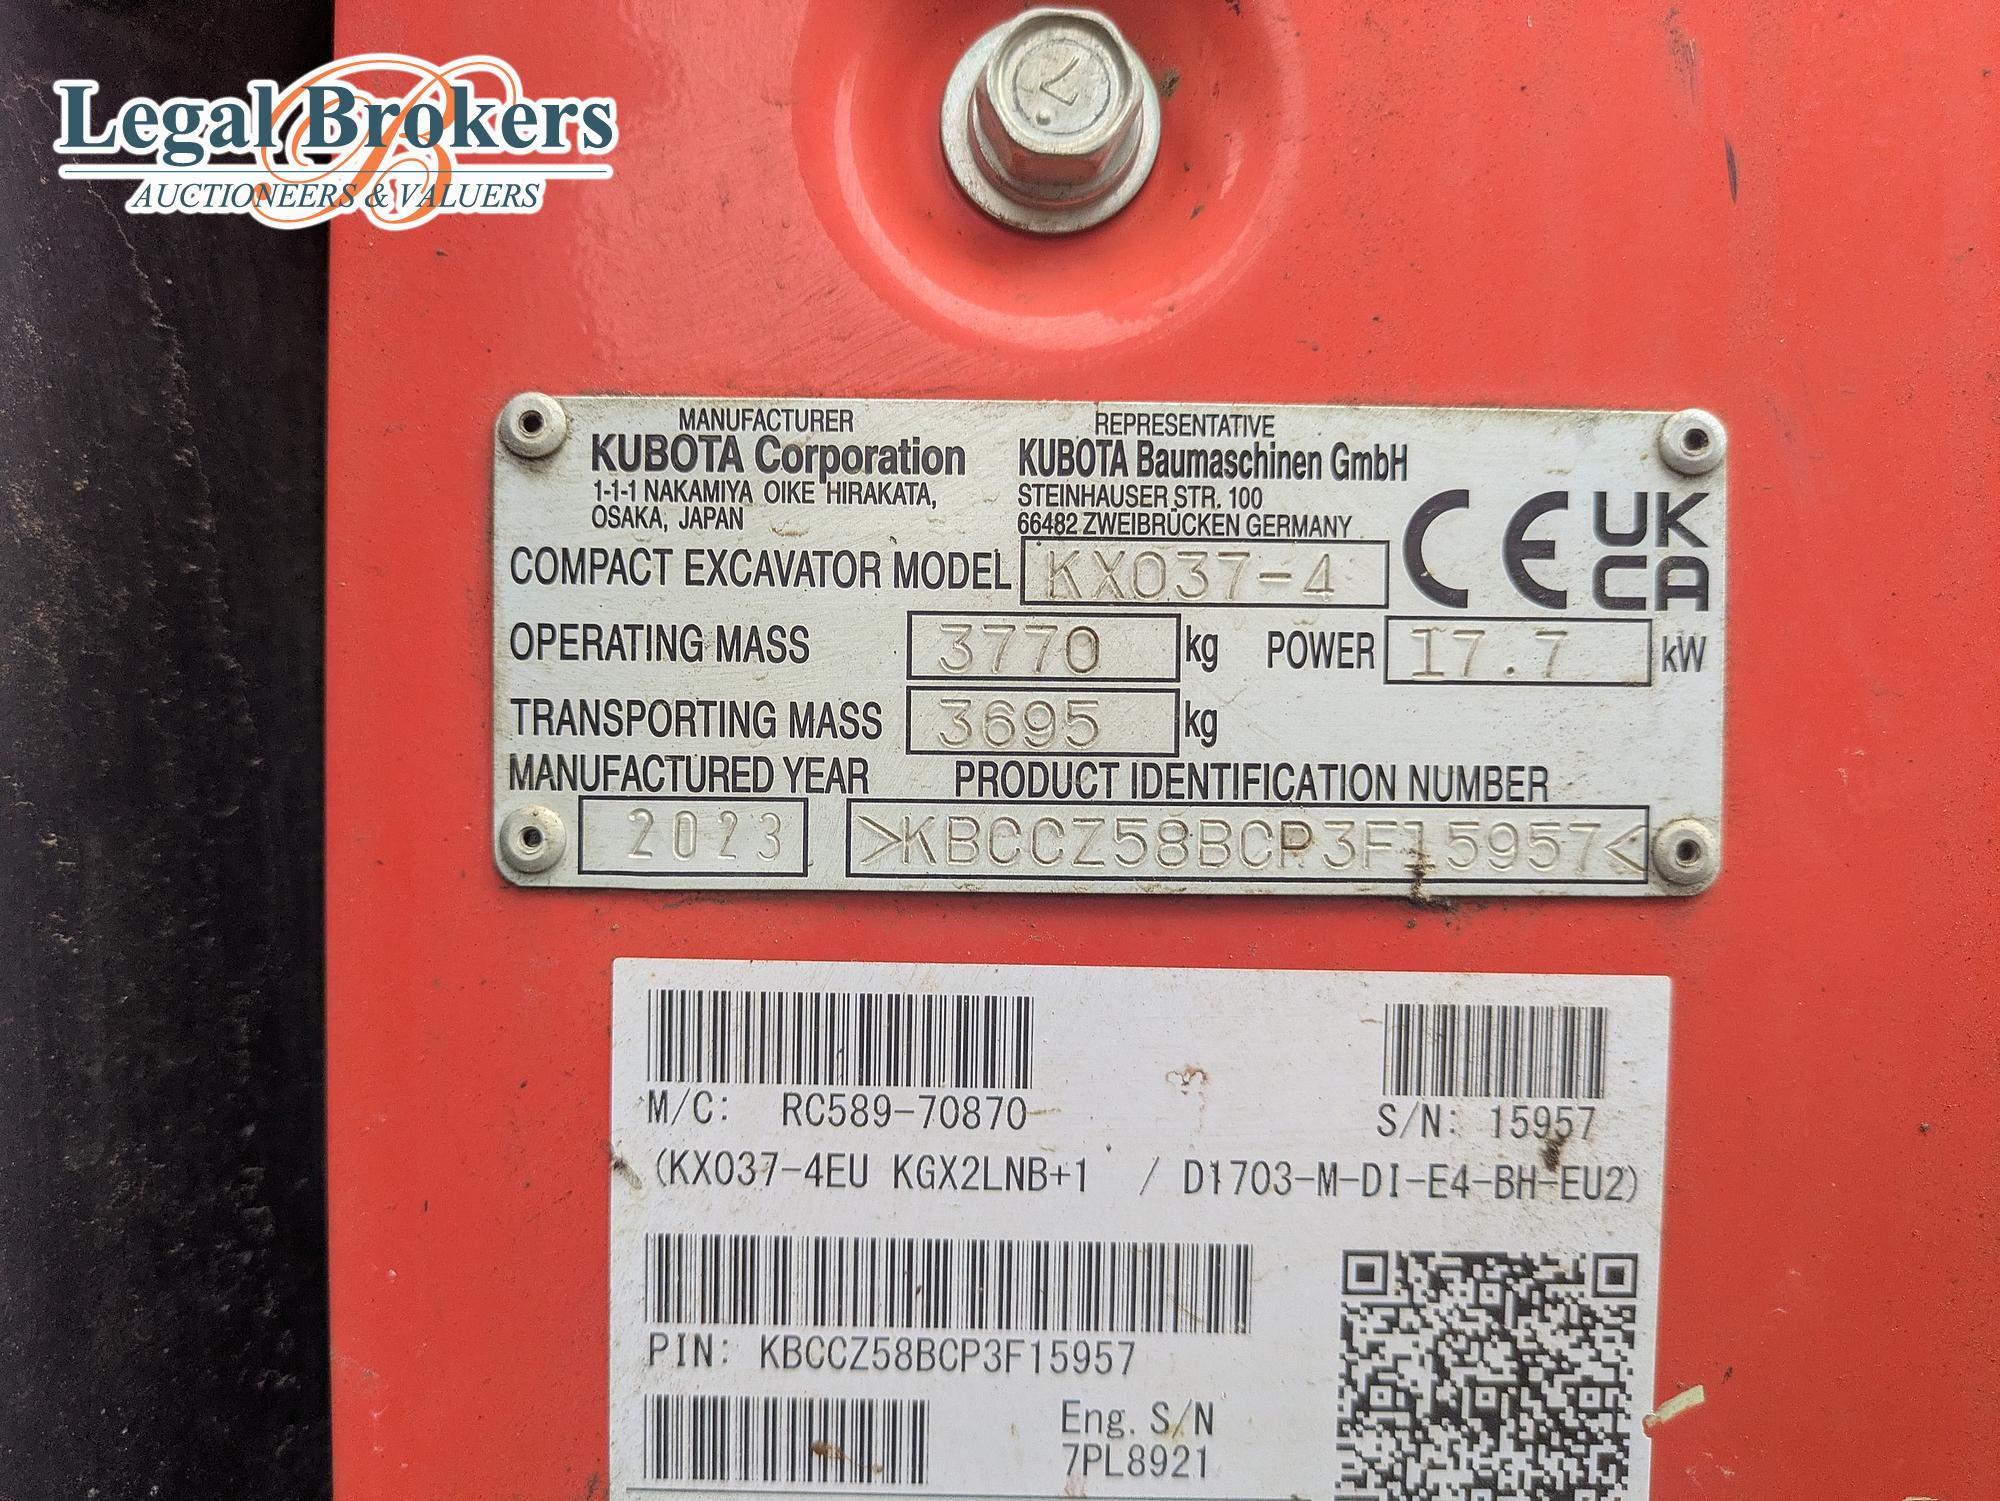 Legal Brokers
AUCTIONEERS & VALUERS
7
MANUFACTURER
KUBOTA Corporation
1-1-1 NAKAMIYA OIKE HIRAKATA,
OSAKA, JAPAN
REPRESENTATIVE
KUBOTA Baumaschinen GmbH
STEINHAUSER STR. 100
66482 ZWEIBRÜCKEN GERMANY
CE
UK
CA
COMPACT EXCAVATOR MODEL KX037-4
OPERATING MASS 3770 kg POWER 17.7 kW
TRANSPORTING MASS 3695 kg
MANUFACTURED YEAR PRODUCT IDENTIFICATION NUMBER
2023 >KBCCZ58BCP3F15957<
M/C: RC589-70870 S/N: 15957
(KX037-4EU KGX2LNB+1 / D1703-M-DI-E4-BH-EU2)
PIN: KBCCZ58BCP3F15957
Eng. S/N
7PL8921